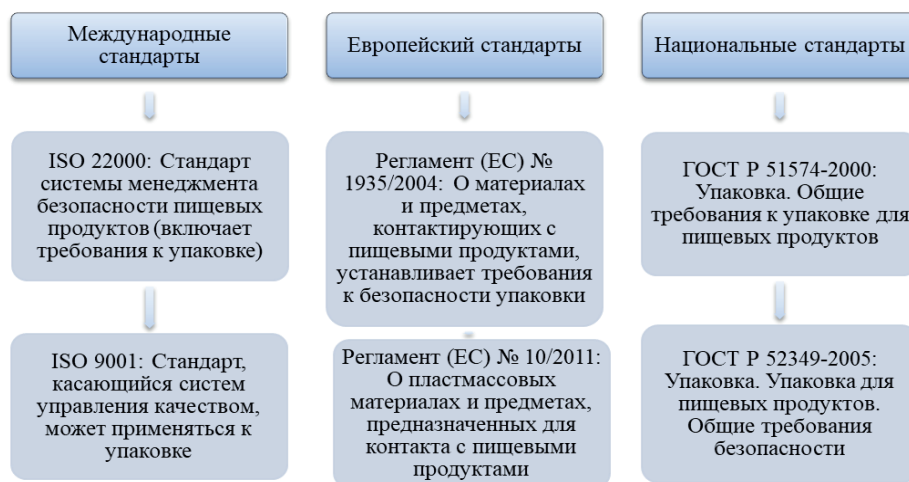 Международные
стандарты
ISO 22000: Стандарт
системы менеджмента
безопасности пищевых
продуктов (включает
требования к упаковке)
ISO 9001: Стандарт,
касающийся систем
управления качеством,
может применяться к
упаковке
Европейский стандарты
Регламент (ЕС) №
1935/2004: О материалах
и предметах,
контактирующих с
пищевыми продуктами,
устанавливает требования
к безопасности упаковки
Регламент (ЕС) № 10/2011:
О пластмассовых
материалах и предметах,
предназначенных для
контакта с пищевыми
продуктами
Национальные стандарты
ГОСТ Р 51574-2000:
Упаковка. Общие
требования к упаковке для
пищевых продуктов
ГОСТ Р 52349-2005:
Упаковка. Упаковка для
пищевых продуктов.
Общие требования
безопасности